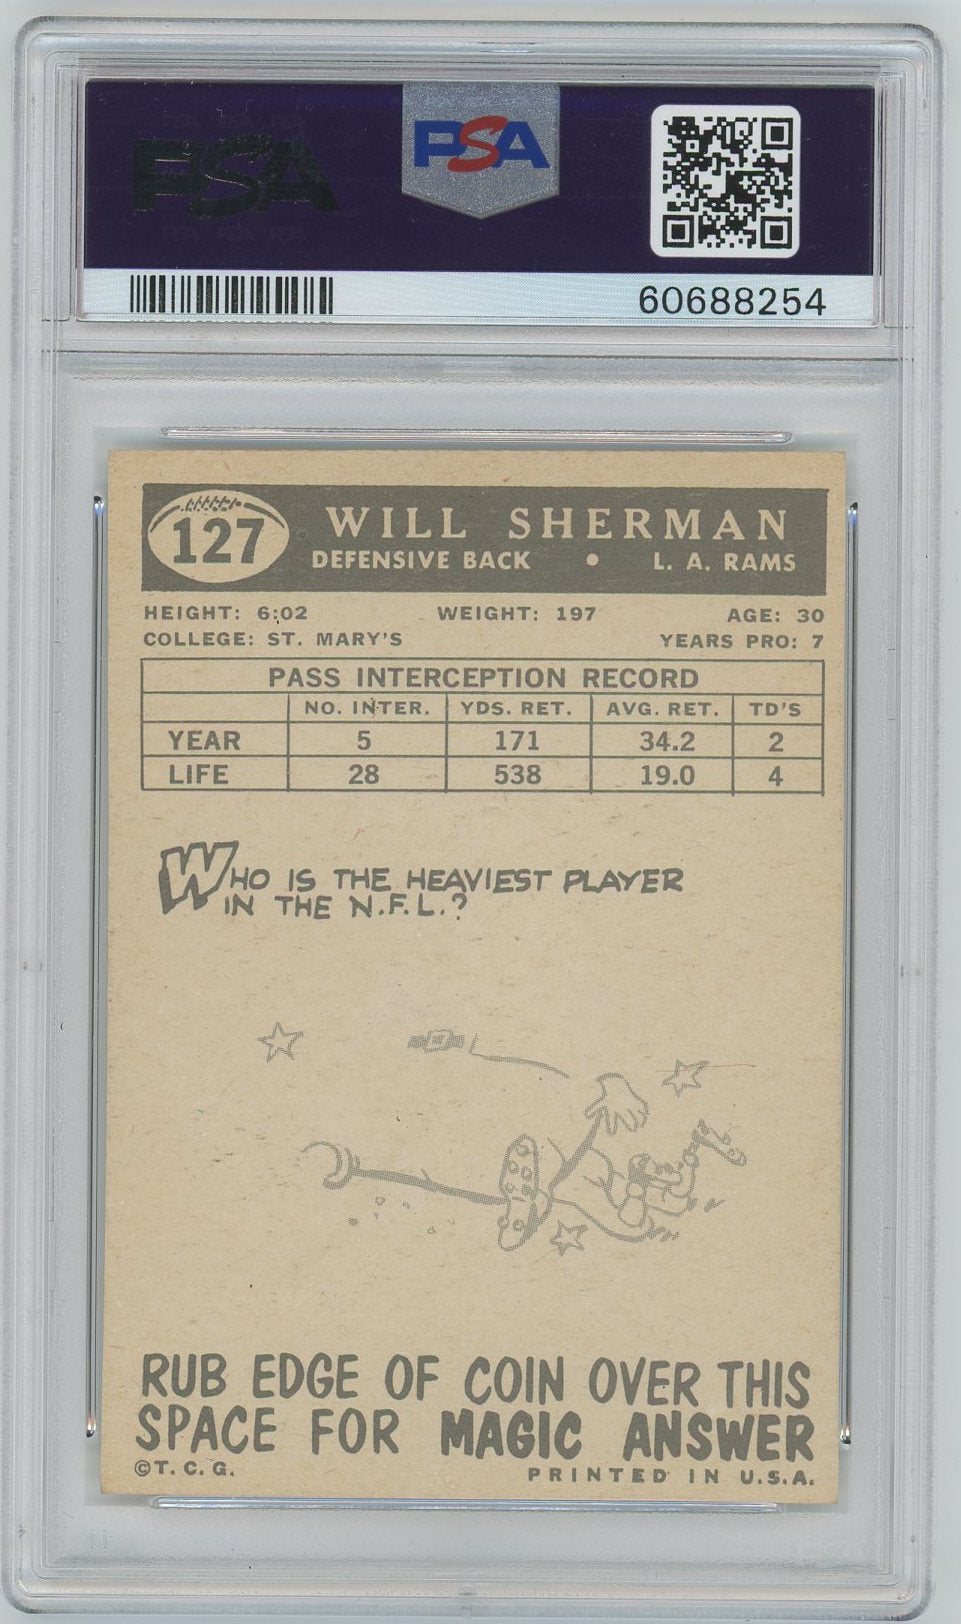 PSA
PSA
60688254
127
WILL SHERMAN
DEFENSIVE BACK • L. A. RAMS
HEIGHT: 6:02 WEIGHT: 197 AGE: 30
COLLEGE: ST. MARY'S YEARS PRO: 7
PASS INTERCEPTION RECORD
NO. INTER. YDS. RET. AVG. RET. TD'S
YEAR 5 171 34.2 2
LIFE 28 538 19.0 4
WHO IS THE HEAVIEST PLAYER
IN THE N.F.L.?
RUB EDGE OF COIN OVER THIS
SPACE FOR MAGIC ANSWER
©T. C. G. PRINTED IN U.S.A.